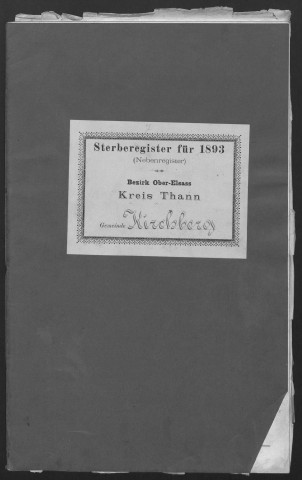 Sterberegister für 1893
(Nebenregister)
Bezirk Ober-Elsass
Kreis Thann
Gemeinde Kirchberg